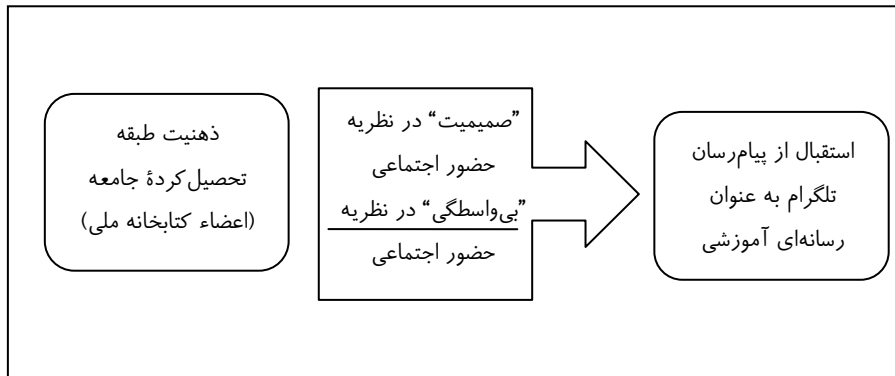 ذهنیت طبقه
تحصیل‌کردۀ جامعه
(اعضاء کتابخانه ملی)
"صمیمیت" در نظریه
حضور اجتماعی
"بی‌واسطگی" در نظریه
حضور اجتماعی
استقبال از پیام‌رسان
تلگرام به عنوان
رسانه‌ای آموزشی